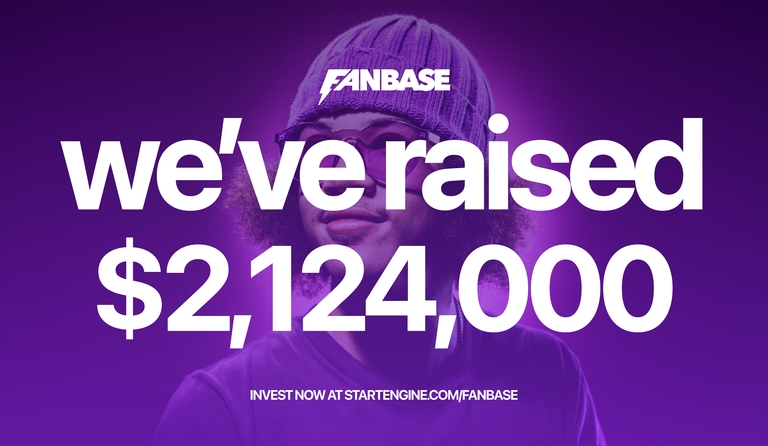 FANBASE
we've raised
$2,124,000
INVEST NOW AT STARTENGINE.COM/FANBASE